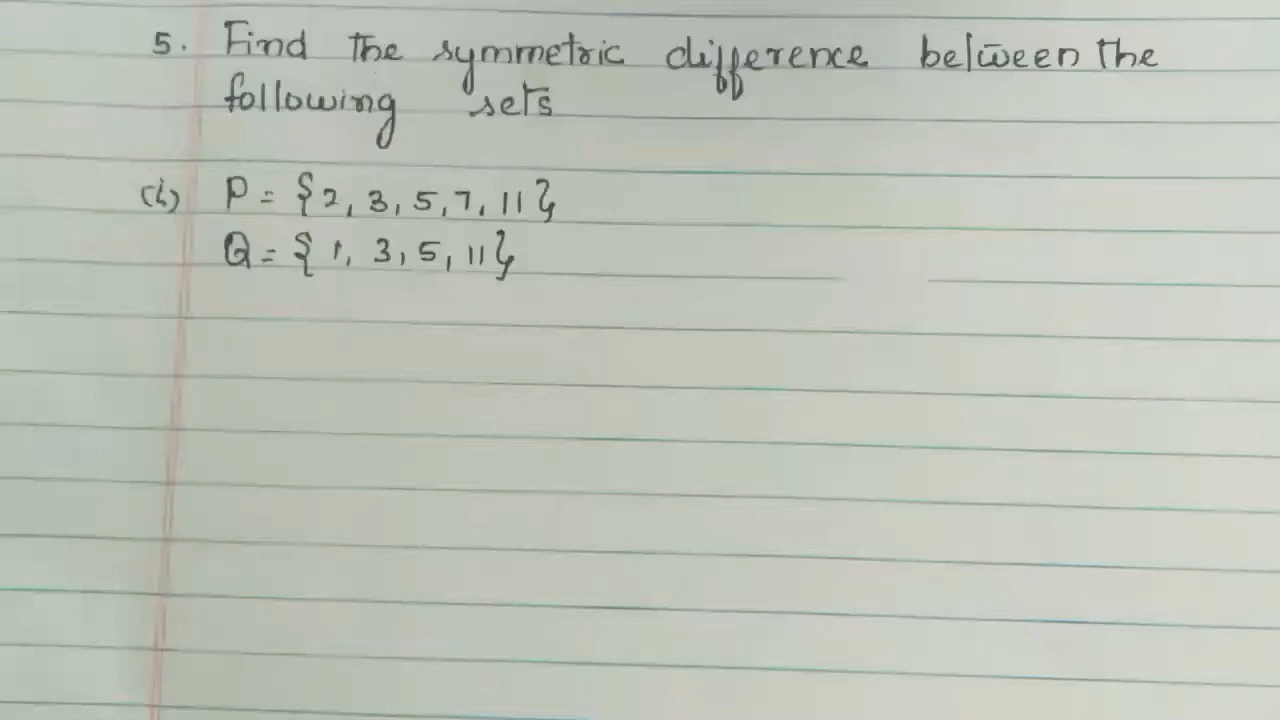 5. Find the symmetric difference between the
following sets
(i) P = {2, 3, 5, 7, 11}
Q = {1, 3, 5, 11}